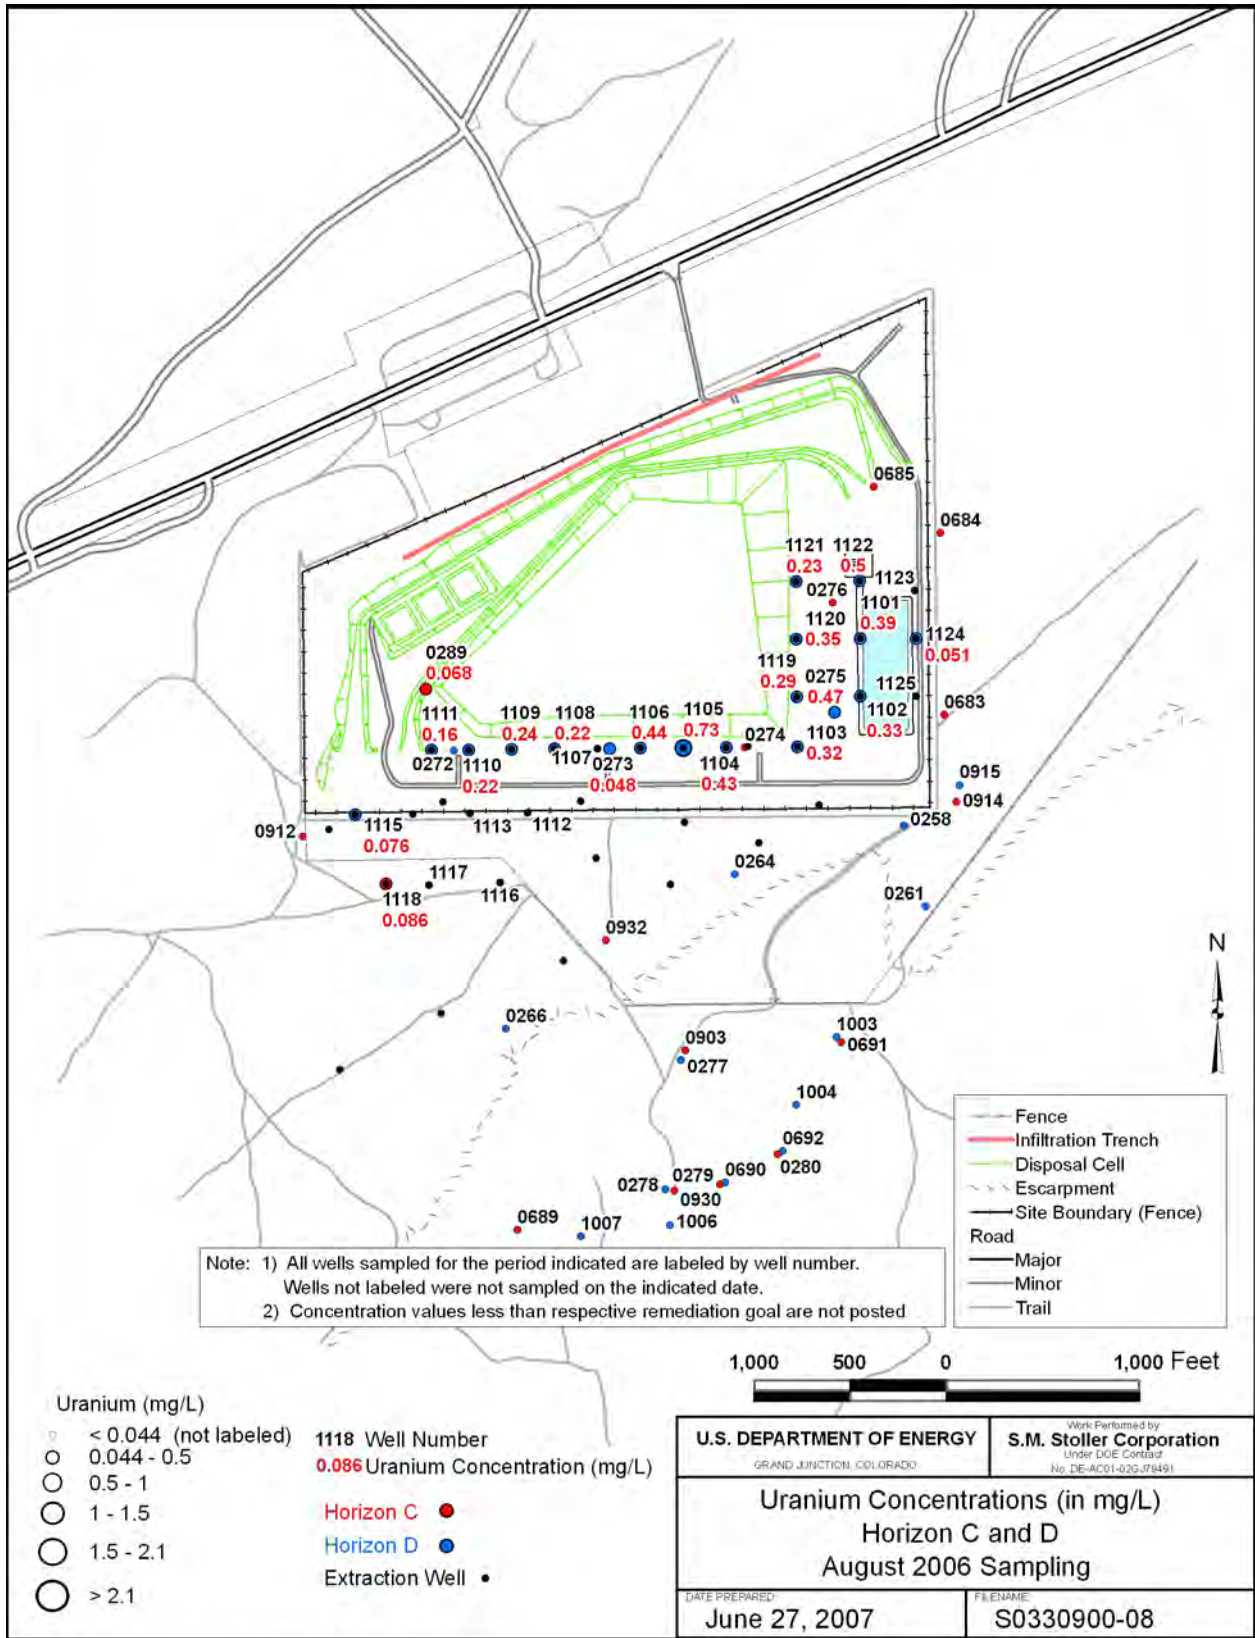 0685
0684
1121
1122
0.23
0.5
1123
0276
1101
0.39
1120
0.35
1124
0.051
0289
0.068
1119
0275
0.29
0.47
1125
1102
0.33
0683
1111
0.16
1109
0.24
1108
0.22
1106
0.44
1105
0.73
0274
1103
0.32
0272
1110
0.22
1107
0273
0.048
1104
0.43
0915
0914
0912
1115
0.076
1113
1112
0258
0264
1117
1116
1118
0.086
0261
0932
N
0266
0903
0277
1003
0691
1004
0692
0280
0278
0279
0690
0930
0689
1007
1006
Fence
Infiltration Trench
Disposal Cell
Escarpment
Site Boundary (Fence)
Road
Major
Minor
Trail
Note: 1) All wells sampled for the period indicated are labeled by well number.
Wells not labeled were not sampled on the indicated date.
2) Concentration values less than respective remediation goal are not posted
1,000 500 0 1,000 Feet
Uranium (mg/L)
< 0.044 (not labeled)
0.044 - 0.5
0.5 - 1
1 - 1.5
1.5 - 2.1
> 2.1
1118 Well Number
0.086 Uranium Concentration (mg/L)
Horizon C
Horizon D
Extraction Well
U.S. DEPARTMENT OF ENERGY
GRAND JUNCTION, COLORADO
Work Performed by
S.M. Stoller Corporation
Under DOE Contract
No. DE-AC01-02GJ79491
Uranium Concentrations (in mg/L)
Horizon C and D
August 2006 Sampling
DATE PREPARED:
June 27, 2007
FILENAME:
S0330900-08